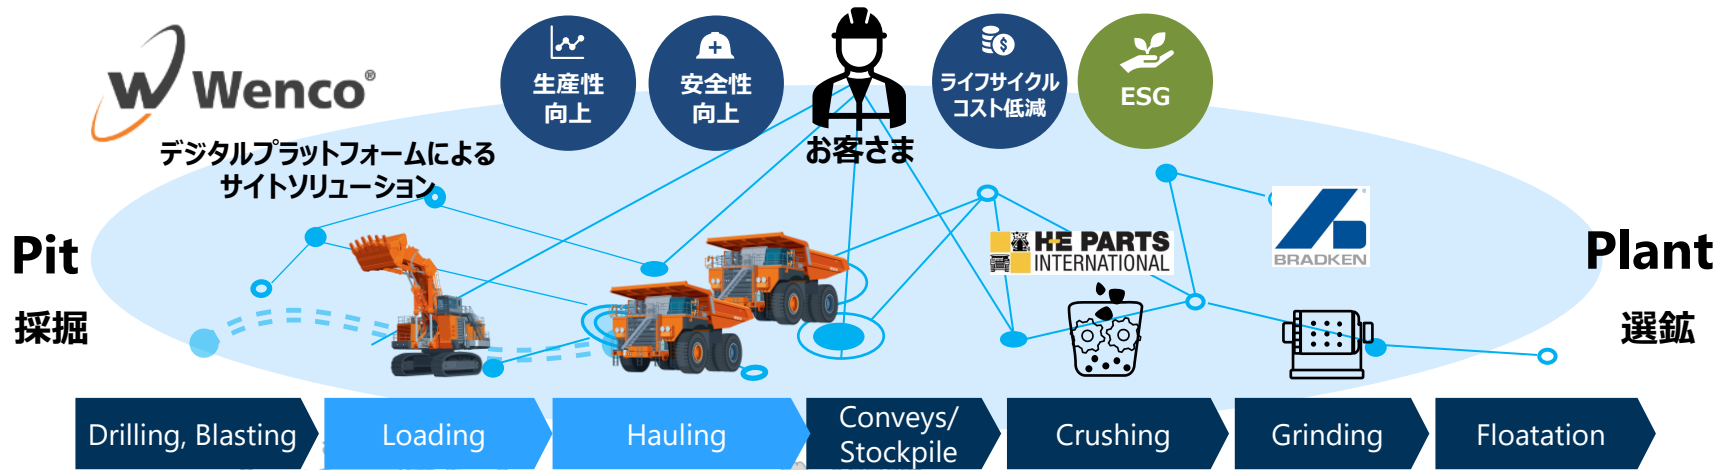 Wenco®
デジタルプラットフォームによる
サイトソリューション
生産性
向上
安全性
向上
お客さま
ライフサイクル
コスト低減
ESG
Pit
採掘
H-E PARTS
INTERNATIONAL
BRADKEN
Plant
選鉱
Drilling, Blasting
Loading
Hauling
Conveys/
Stockpile
Crushing
Grinding
Floatation